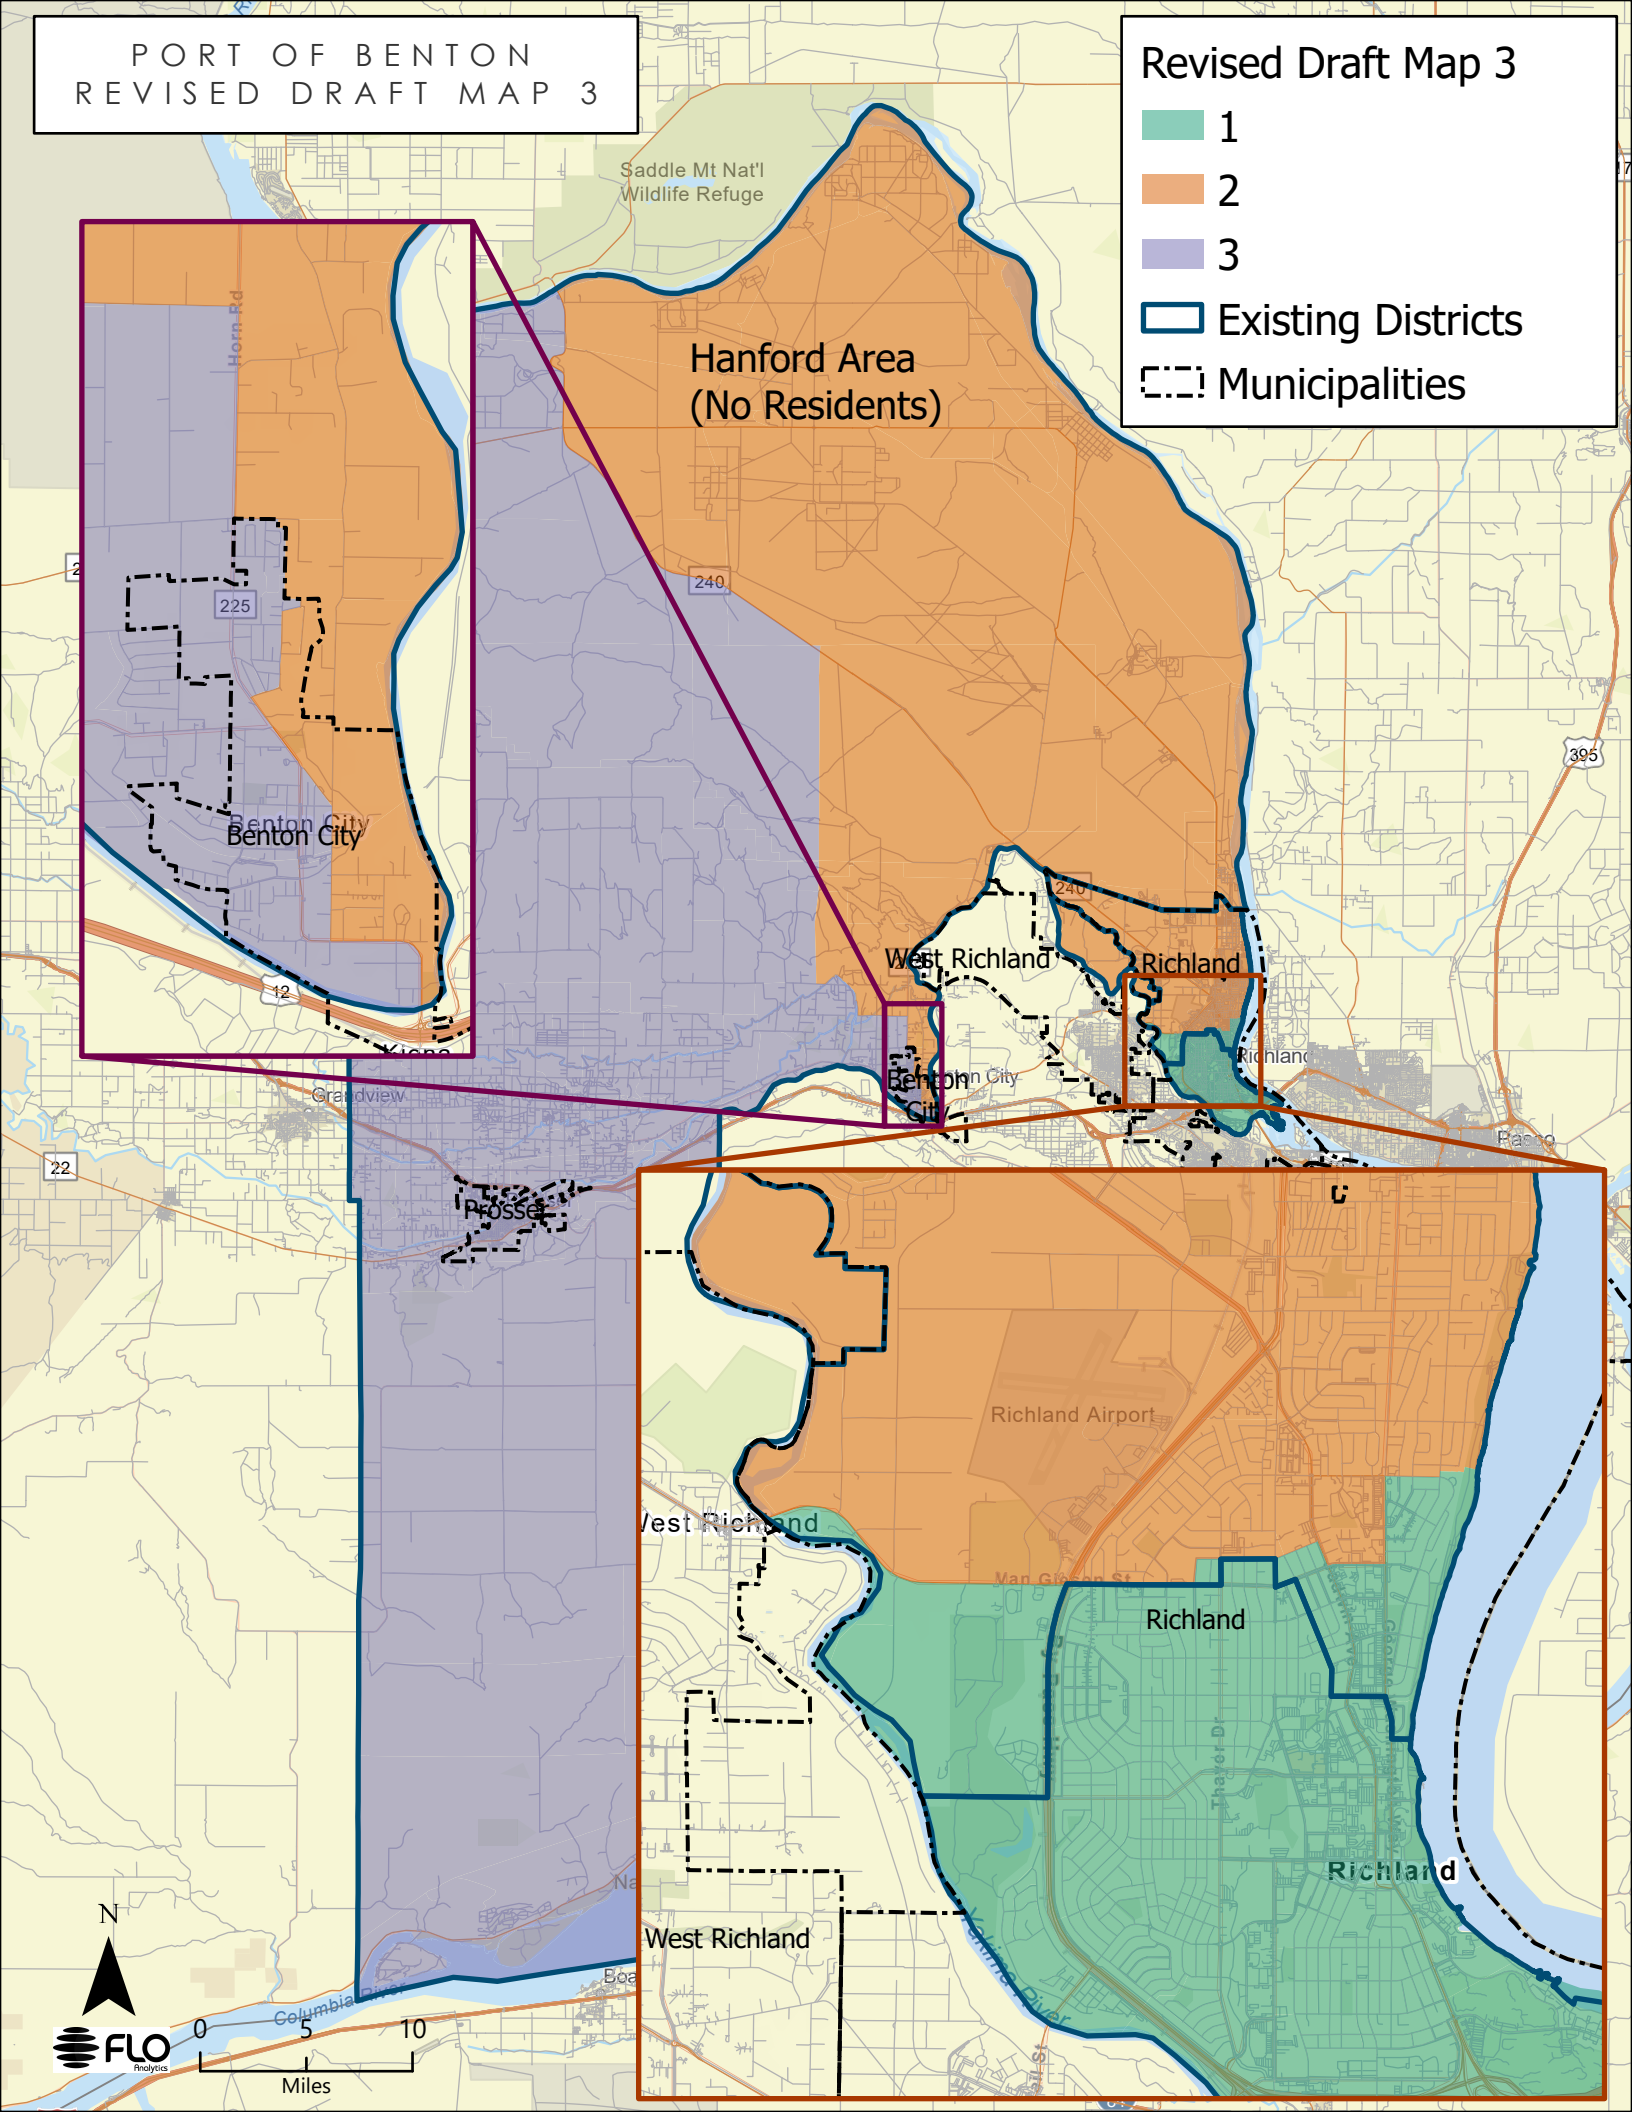 PORT OF BENTON
REVISED DRAFT MAP 3
Revised Draft Map 3
1
2
3
Existing Districts
Municipalities
Saddle Mt Nat'l
Wildlife Refuge
Hanford Area
(No Residents)
Horn Rd
225
Benton City
Benton City
12
240
395
240
West Richland
Richland
Richland
Benton
City
Grandview
Pasco
22
Prosser
Richland Airport
West Richland
Van Giesen St
Richland
Thayer Dr
Richland
West Richland
Yakima River
N
Columbia River
FLO
Analytics
0 5 10
Miles